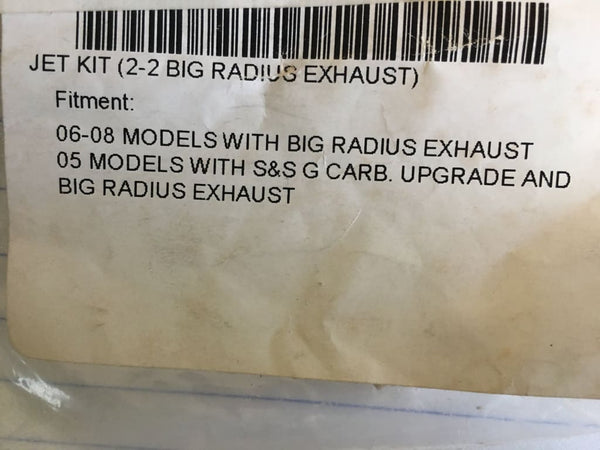 JET KIT (2-2 BIG RADIUS EXHAUST)
Fitment:
06-08 MODELS WITH BIG RADIUS EXHAUST
05 MODELS WITH S&S G CARB. UPGRADE AND
BIG RADIUS EXHAUST